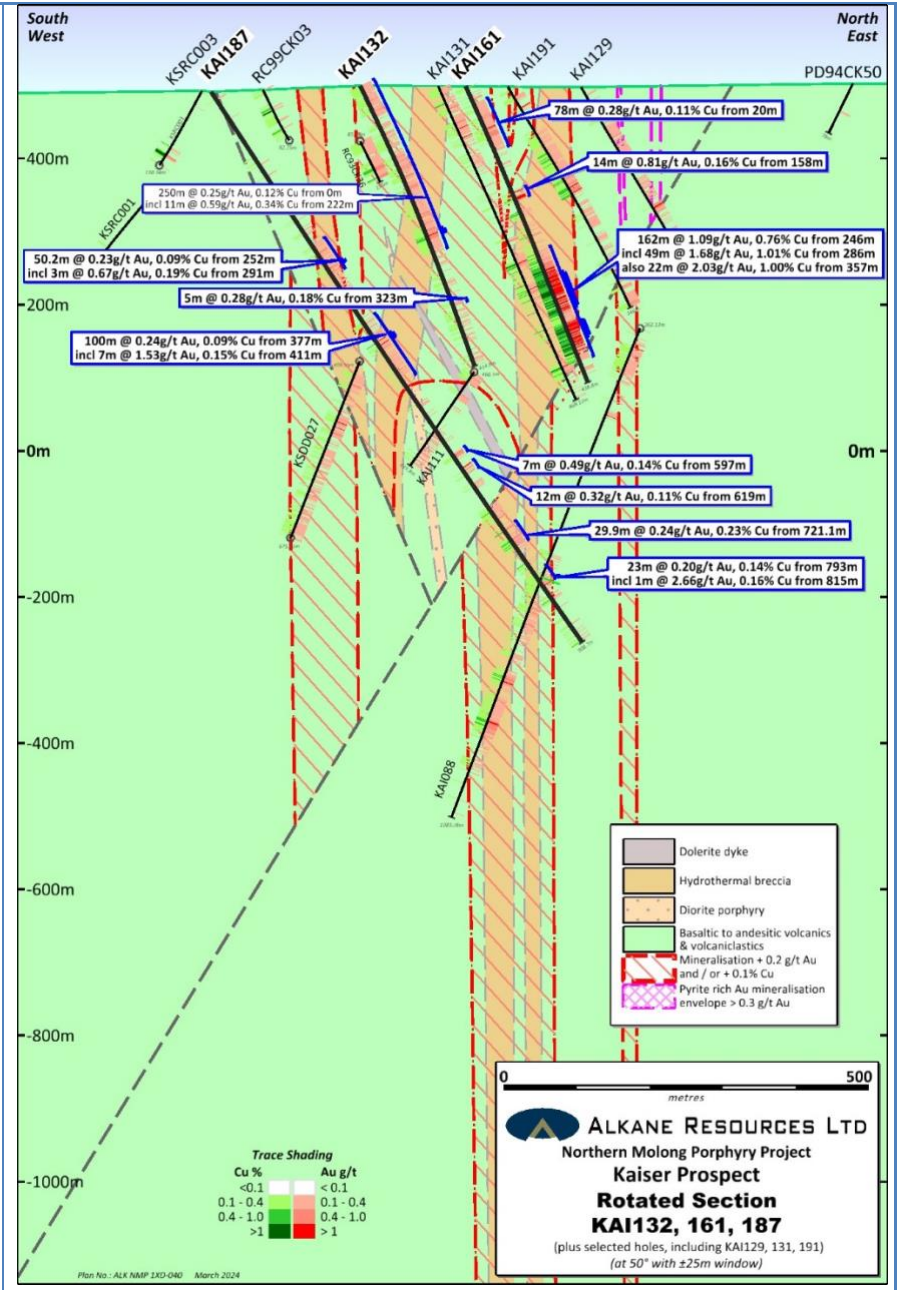 South
West
North
East
KSRC003
KAI187
RC99CK03
KAI132
KAI131
KAI161
KAI191
KAI129
PD94CK50
78m @ 0.28g/t Au, 0.11% Cu from 20m
400m
14m @ 0.81g/t Au, 0.16% Cu from 158m
250m @ 0.25g/t Au, 0.12% Cu from 0m
incl 11m @ 0.59g/t Au, 0.34% Cu from 222m
KSRC001
162m @ 1.09g/t Au, 0.76% Cu from 246m
incl 49m @ 1.68g/t Au, 1.01% Cu from 286m
also 22m @ 2.03g/t Au, 1.00% Cu from 357m
50.2m @ 0.23g/t Au, 0.09% Cu from 252m
incl 3m @ 0.67g/t Au, 0.19% Cu from 291m
5m @ 0.28g/t Au, 0.18% Cu from 323m
200m
100m @ 0.24g/t Au, 0.09% Cu from 377m
incl 7m @ 1.53g/t Au, 0.15% Cu from 411m
KSDD027
KAI111
0m
0m
7m @ 0.49g/t Au, 0.14% Cu from 597m
12m @ 0.32g/t Au, 0.11% Cu from 619m
29.9m @ 0.24g/t Au, 0.23% Cu from 721.1m
23m @ 0.20g/t Au, 0.14% Cu from 793m
incl 1m @ 2.66g/t Au, 0.16% Cu from 815m
-200m
-400m
KAI088
-600m
-800m
-1000m
Dolerite dyke
Hydrothermal breccia
Diorite porphyry
Basaltic to andesitic volcanics
& volcaniclastics
Mineralisation + 0.2 g/t Au
and / or + 0.1% Cu
Pyrite rich Au mineralisation
envelope > 0.3 g/t Au
Trace Shading
Cu % Au g/t
<0.1 < 0.1
0.1 - 0.4 0.1 - 0.4
0.4 - 1.0 0.4 - 1.0
>1 > 1
0 500
metres
ALKANE RESOURCES LTD
Northern Molong Porphyry Project
Kaiser Prospect
Rotated Section
KAI132, 161, 187
(plus selected holes, including KAI129, 131, 191)
(at 50° with ±25m window)
Plan No.: ALK NMP 1XD-040 March 2024